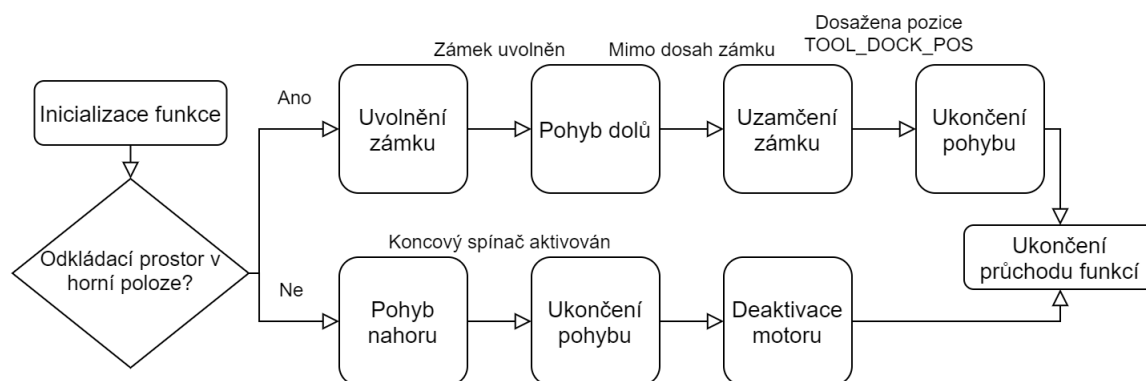 Inicializace funkce
Odkládací prostor v
horní poloze?
Ano
Uvolnění
zámku
Zámek uvolněn
Pohyb dolů
Mimo dosah zámku
Uzamčení
zámku
Dosažena pozice
TOOL_DOCK_POS
Ukončení
pohybu
Ne
Pohyb
nahoru
Koncový spínač aktivován
Ukončení
pohybu
Deaktivace
motoru
Ukončení
průchodu funkcí